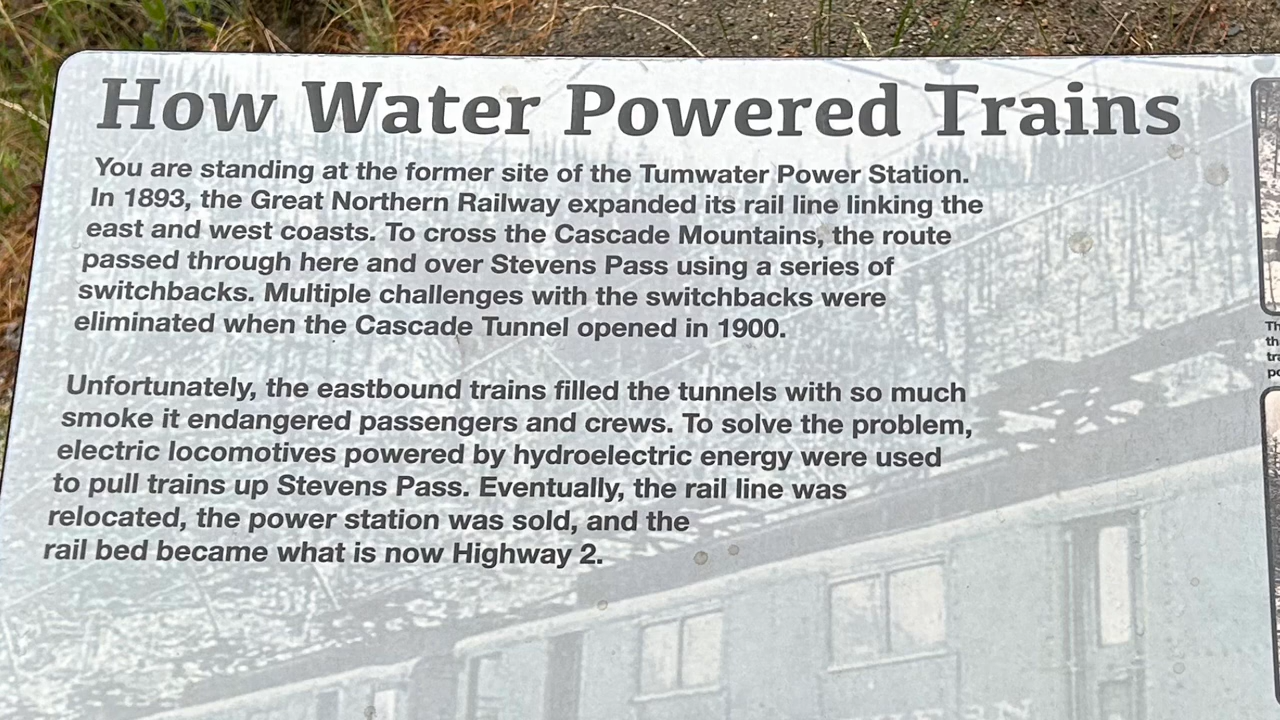 How Water Powered Trains
You are standing at the former site of the Tumwater Power Station.
In 1893, the Great Northern Railway expanded its rail line linking the
east and west coasts. To cross the Cascade Mountains, the route
passed through here and over Stevens Pass using a series of
switchbacks. Multiple challenges with the switchbacks were
eliminated when the Cascade Tunnel opened in 1900.
Unfortunately, the eastbound trains filled the tunnels with so much
smoke it endangered passengers and crews. To solve the problem,
electric locomotives powered by hydroelectric energy were used
to pull trains up Stevens Pass. Eventually, the rail line was
relocated, the power station was sold, and the
rail bed became what is now Highway 2.